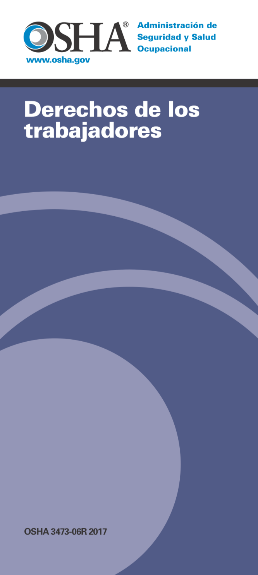 OSHA®
Administración de
Seguridad y Salud
Ocupacional
www.osha.gov
Derechos de los
trabajadores
OSHA 3473-06R 2017